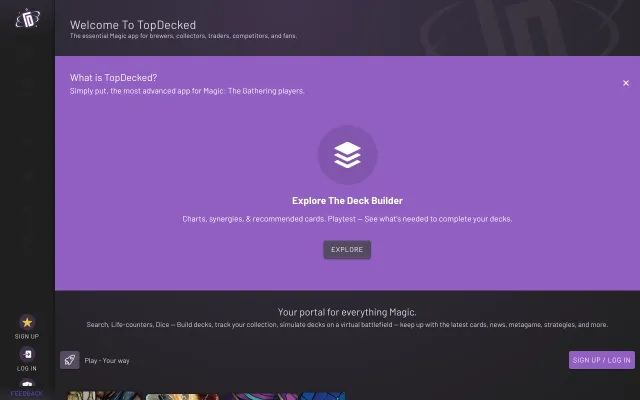 Welcome To TopDecked
The essential Magic app for brewers, collectors, traders, competitors, and fans.
What is TopDecked?
Simply put, the most advanced app for Magic: The Gathering players.
Explore The Deck Builder
Charts, synergies, & recommended cards. Playtest — See what's needed to complete your decks.
EXPLORE
Your portal for everything Magic.
Search, Life-counters, Dice — Build decks, track your collection, simulate decks on a virtual battlefield — keep up with the latest cards, news, metagame, strategies, and more.
Play - Your way
SIGN UP / LOG IN
SIGN UP
LOG IN
FEEDBACK